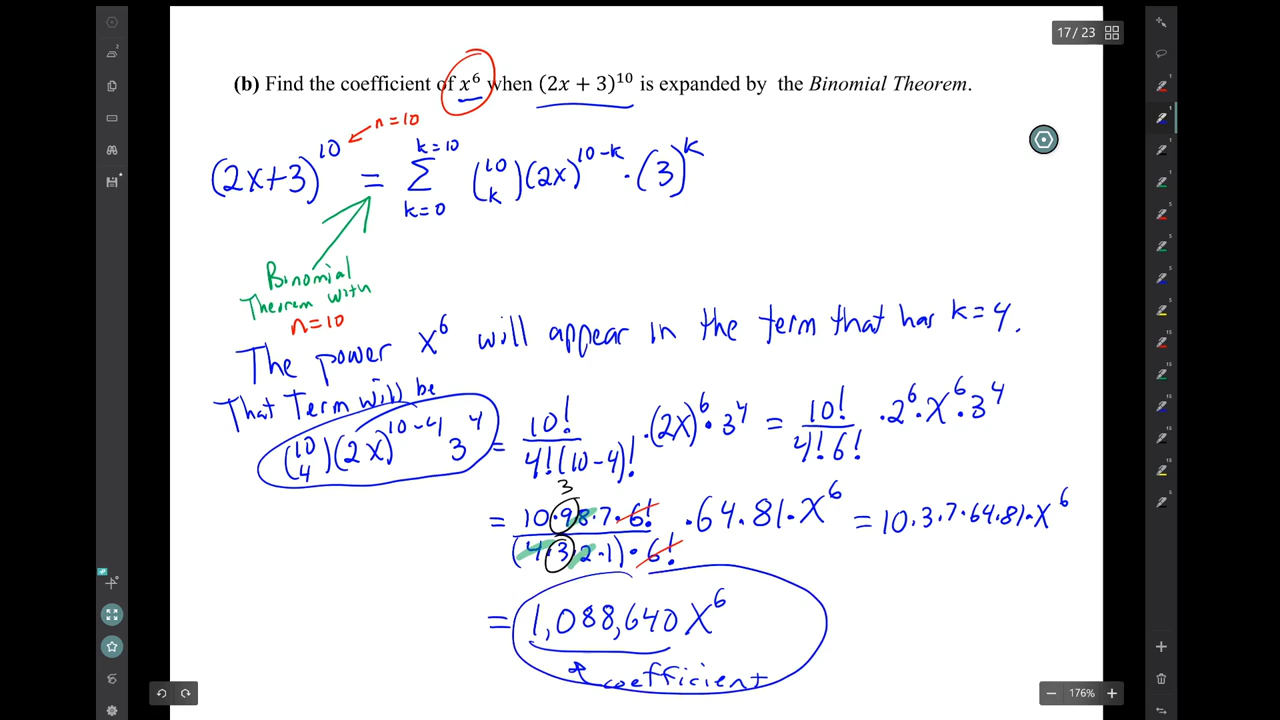 17 / 23
(b) Find the coefficient of x⁶ when (2x + 3)¹⁰ is expanded by the Binomial Theorem.
n=10
(2x+3)^10 = Σ_{k=0}^{k=10} (10 k)(2x)^{10-k} · (3)^k
Binomial
Theorem with
n=10
The power x⁶ will appear in the term that has k=4.
That Term will be
(10 4)(2x)^{10-4} 3⁴ = 10!/4!(10-4)! · (2x)⁶ · 3⁴ = 10!/4!6! · 2⁶ · x⁶ · 3⁴
3
= 10·9·8·7·6!/(4·3·2·1)·6! · 64·81·x⁶ = 10·3·7·64·81·x⁶
= 1,088,640 x⁶
coefficient
176%